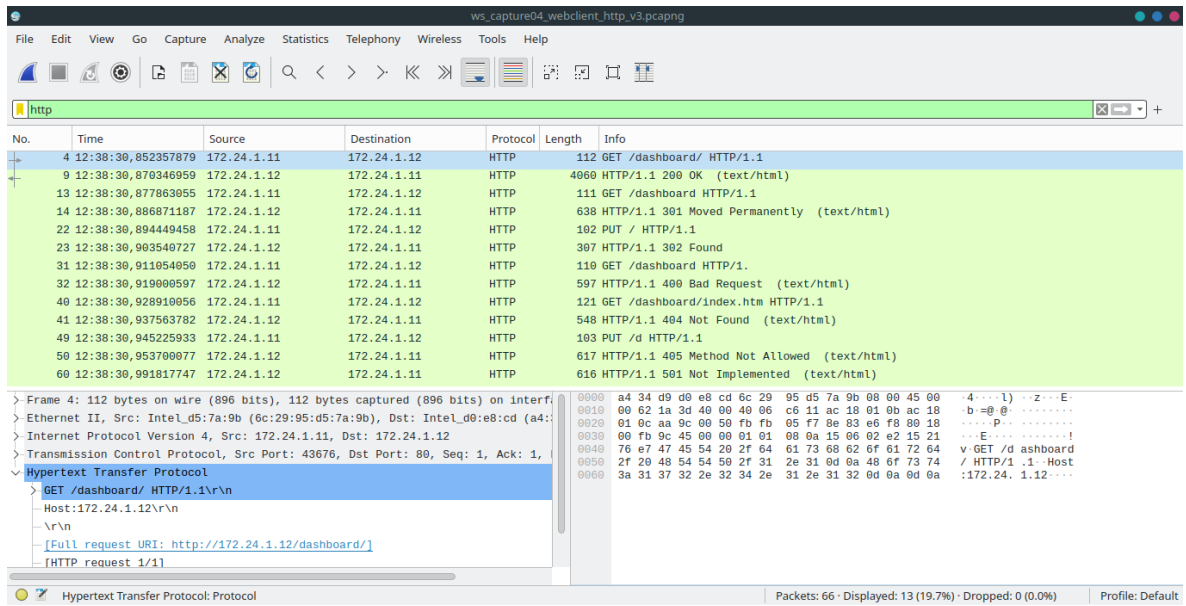 ws_capture04_webclient_http_v3.pcapng
File Edit View Go Capture Analyze Statistics Telephony Wireless Tools Help
http
+
No. Time Source Destination Protocol Length Info
4 12:38:30,852357879 172.24.1.11 172.24.1.12 HTTP 112 GET /dashboard/ HTTP/1.1
9 12:38:30,870346959 172.24.1.12 172.24.1.11 HTTP 4060 HTTP/1.1 200 OK (text/html)
13 12:38:30,877863055 172.24.1.11 172.24.1.12 HTTP 111 GET /dashboard HTTP/1.1
14 12:38:30,886871187 172.24.1.12 172.24.1.11 HTTP 638 HTTP/1.1 301 Moved Permanently (text/html)
22 12:38:30,894449458 172.24.1.11 172.24.1.12 HTTP 102 PUT / HTTP/1.1
23 12:38:30,903540727 172.24.1.12 172.24.1.11 HTTP 307 HTTP/1.1 302 Found
31 12:38:30,911054050 172.24.1.11 172.24.1.12 HTTP 110 GET /dashboard HTTP/1.
32 12:38:30,919000597 172.24.1.12 172.24.1.11 HTTP 597 HTTP/1.1 400 Bad Request (text/html)
40 12:38:30,928910056 172.24.1.11 172.24.1.12 HTTP 121 GET /dashboard/index.htm HTTP/1.1
41 12:38:30,937563782 172.24.1.12 172.24.1.11 HTTP 548 HTTP/1.1 404 Not Found (text/html)
49 12:38:30,945225933 172.24.1.11 172.24.1.12 HTTP 103 PUT /d HTTP/1.1
50 12:38:30,953700077 172.24.1.12 172.24.1.11 HTTP 617 HTTP/1.1 405 Method Not Allowed (text/html)
60 12:38:30,991817747 172.24.1.12 172.24.1.11 HTTP 616 HTTP/1.1 501 Not Implemented (text/html)
Frame 4: 112 bytes on wire (896 bits), 112 bytes captured (896 bits) on interfa
Ethernet II, Src: Intel_d5:7a:9b (6c:29:95:d5:7a:9b), Dst: Intel_d0:e8:cd (a4:3
Internet Protocol Version 4, Src: 172.24.1.11, Dst: 172.24.1.12
Transmission Control Protocol, Src Port: 43676, Dst Port: 80, Seq: 1, Ack: 1, 
Hypertext Transfer Protocol
GET /dashboard/ HTTP/1.1\r\n
Host:172.24.1.12\r\n
\r\n
[Full request URI: http://172.24.1.12/dashboard/]
[HTTP request 1/1]
0000 a4 34 d9 d0 e8 cd 6c 29 95 d5 7a 9b 08 00 45 00 ·4····l) ··z···E·
0010 00 62 1a 3d 40 00 40 06 c6 11 ac 18 01 0b ac 18 ·b·=@·@· ········
0020 01 0c aa 9c 00 50 fb fb 05 f7 8e 83 e6 f8 80 18 ·····P·· ········
0030 00 fb 9c 45 00 00 01 01 08 0a 15 06 02 e2 15 21 ···E···· ·······!
0040 76 e7 47 45 54 20 2f 64 61 73 68 62 6f 61 72 64 v·GET /d ashboard
0050 2f 20 48 54 54 50 2f 31 2e 31 0d 0a 48 6f 73 74 / HTTP/1 .1··Host
0060 3a 31 37 32 2e 32 34 2e 31 2e 31 32 0d 0a 0d 0a :172.24. 1.12····
Hypertext Transfer Protocol: Protocol Packets: 66 · Displayed: 13 (19.7%) · Dropped: 0 (0.0%) Profile: Default